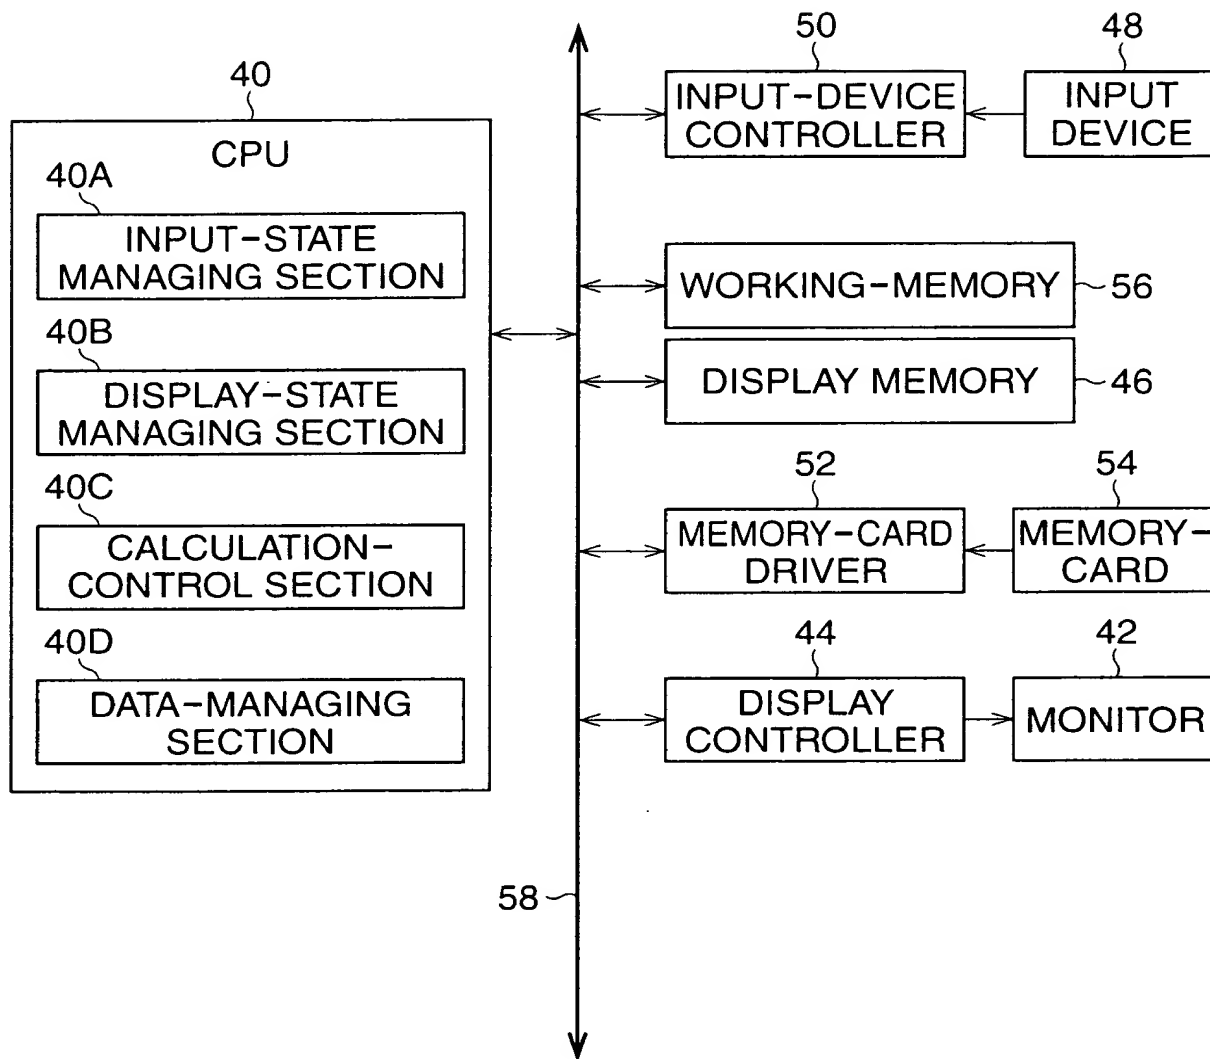 40
CPU
40A
INPUT-STATE
MANAGING SECTION
40B
DISPLAY-STATE
MANAGING SECTION
40C
CALCULATION-
CONTROL SECTION
40D
DATA-MANAGING
SECTION
58
50
INPUT-DEVICE
CONTROLLER
48
INPUT
DEVICE
WORKING-MEMORY
56
DISPLAY MEMORY
46
52
MEMORY-CARD
DRIVER
54
MEMORY-
CARD
44
DISPLAY
CONTROLLER
42
MONITOR